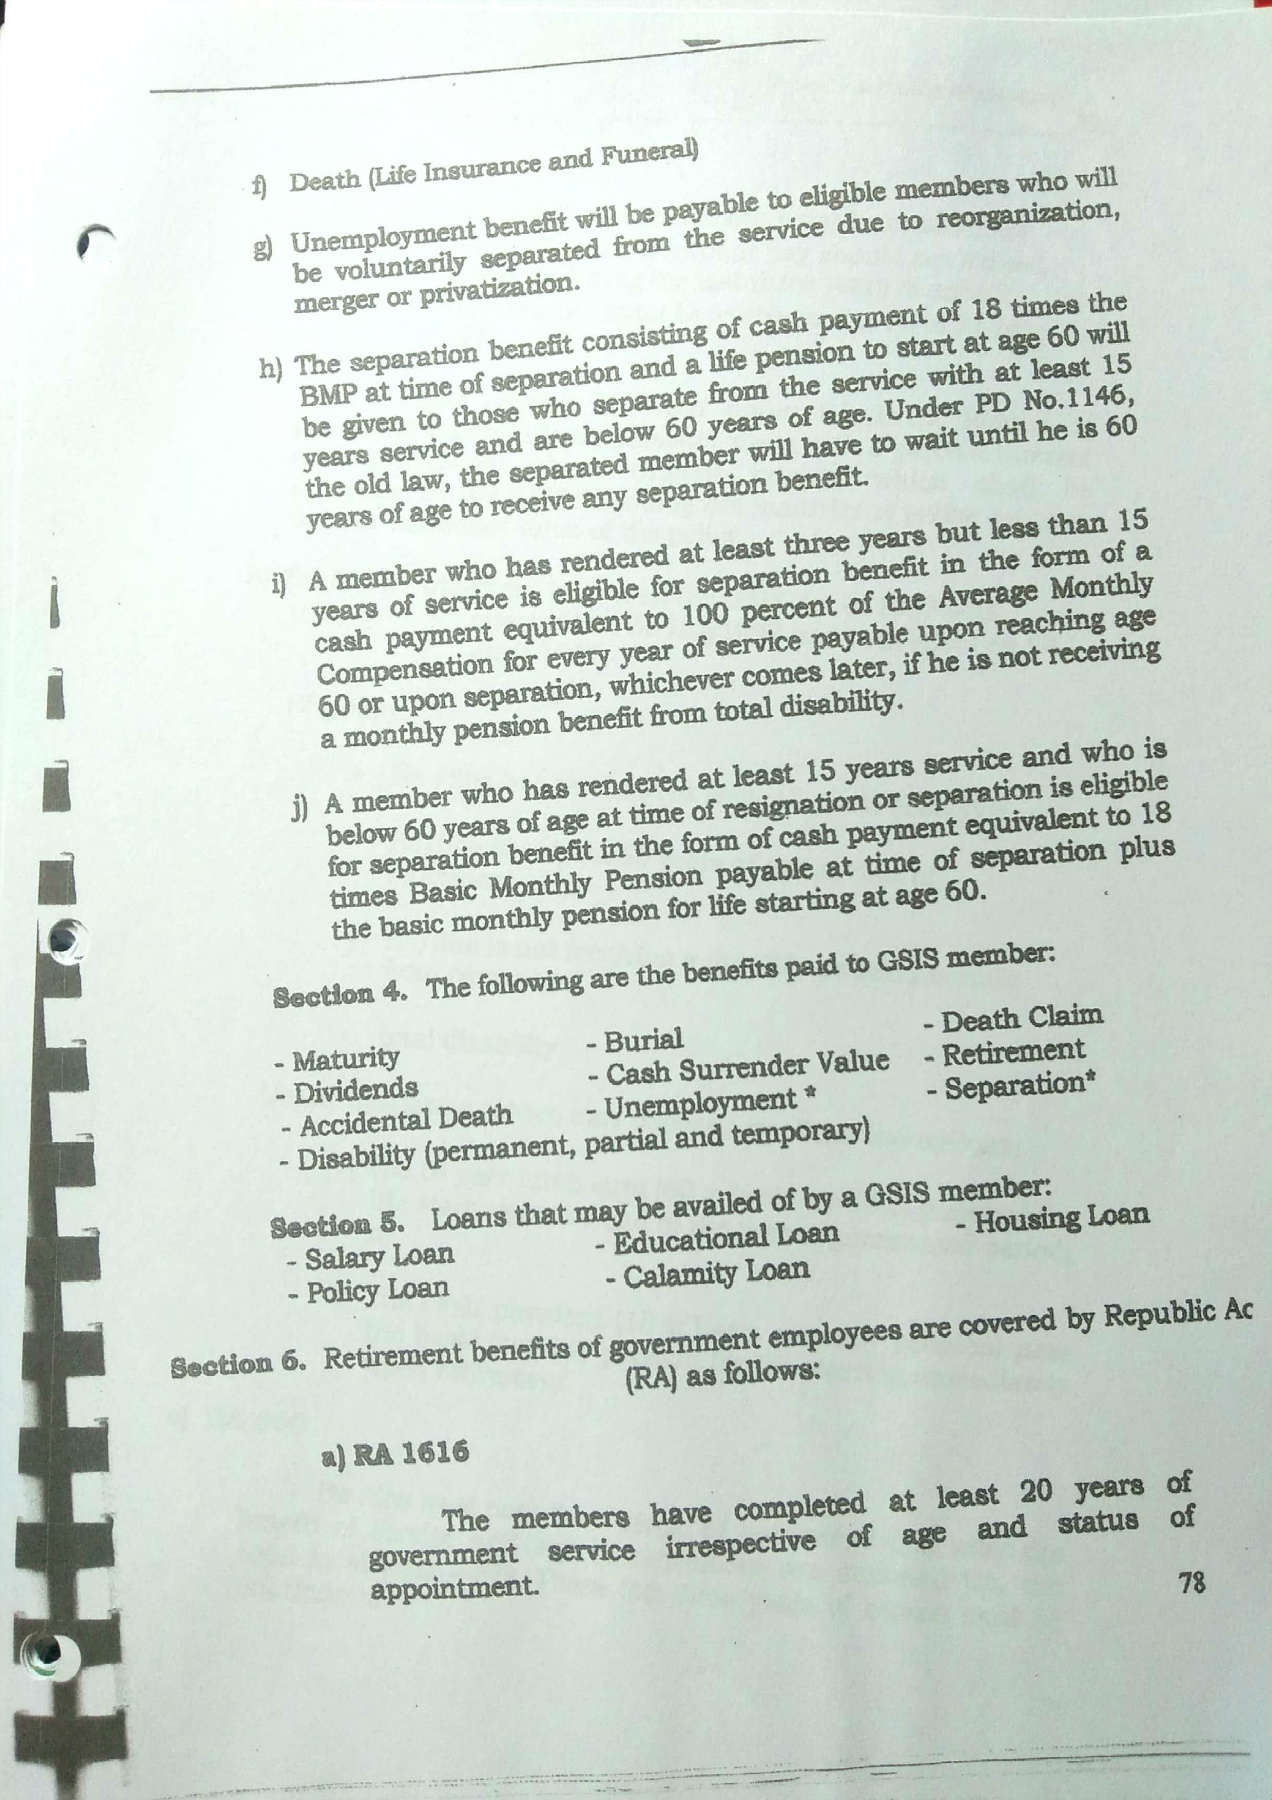 f) Death (Life Insurance and Funeral)
g) Unemployment benefit will be payable to eligible members who will
be voluntarily separated from the service due to reorganization,
merger or privatization.
h) The separation benefit consisting of cash payment of 18 times the
BMP at time of separation and a life pension to start at age 60 will
be given to those who separate from the service with at least 15
years service and are below 60 years of age. Under PD No.1146,
the old law, the separated member will have to wait until he is 60
years of age to receive any separation benefit.
i) A member who has rendered at least three years but less than 15
years of service is eligible for separation benefit in the form of a
cash payment equivalent to 100 percent of the Average Monthly
Compensation for every year of service payable upon reaching age
60 or upon separation, whichever comes later, if he is not receiving
a monthly pension benefit from total disability.
j) A member who has rendered at least 15 years service and who is
below 60 years of age at time of resignation or separation is eligible
for separation benefit in the form of cash payment equivalent to 18
times Basic Monthly Pension payable at time of separation plus
the basic monthly pension for life starting at age 60.
Section 4. The following are the benefits paid to GSIS member:
- Maturity - Burial - Death Claim
- Dividends - Cash Surrender Value - Retirement
- Accidental Death - Unemployment * - Separation*
- Disability (permanent, partial and temporary)
Section 5. Loans that may be availed of by a GSIS member:
- Salary Loan - Educational Loan - Housing Loan
- Policy Loan - Calamity Loan
Section 6. Retirement benefits of government employees are covered by Republic Ac
(RA) as follows:
a) RA 1616
The members have completed at least 20 years of
government service irrespective of age and status of
appointment.
78